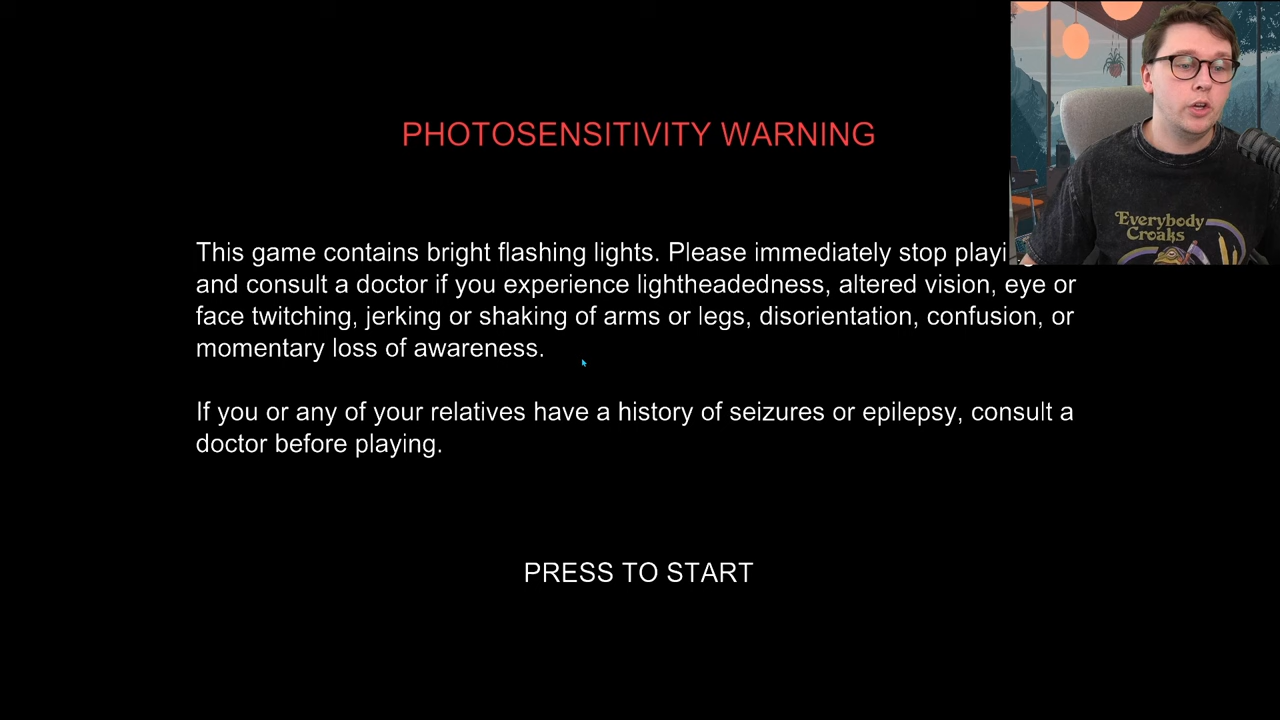 PHOTOSENSITIVITY WARNING
This game contains bright flashing lights. Please immediately stop
and consult a doctor if you experience lightheadedness, altered vision, eye or
face twitching, jerking or shaking of arms or legs, disorientation, confusion, or
momentary loss of awareness.
If you or any of your relatives have a history of seizures or epilepsy, consult a
doctor before playing.
PRESS TO START
Everybody
Croaks